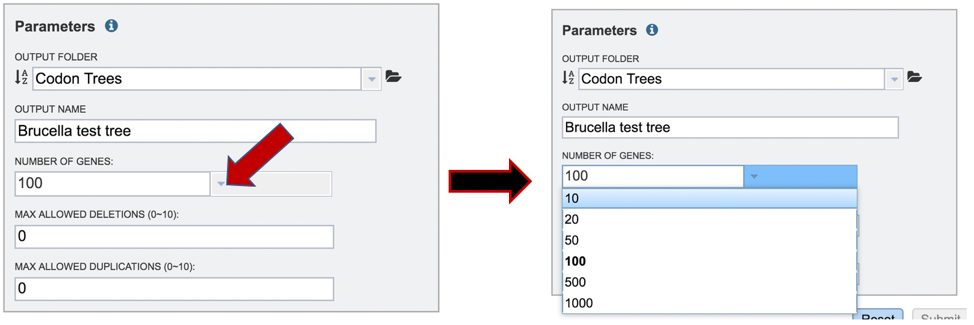 Parameters
OUTPUT FOLDER
Codon Trees
OUTPUT NAME
Brucella test tree
NUMBER OF GENES:
100
MAX ALLOWED DELETIONS (0~10):
0
MAX ALLOWED DUPLICATIONS (0~10):
0
Parameters
OUTPUT FOLDER
Codon Trees
OUTPUT NAME
Brucella test tree
NUMBER OF GENES:
100
10
20
50
100
500
1000
Reset Submit